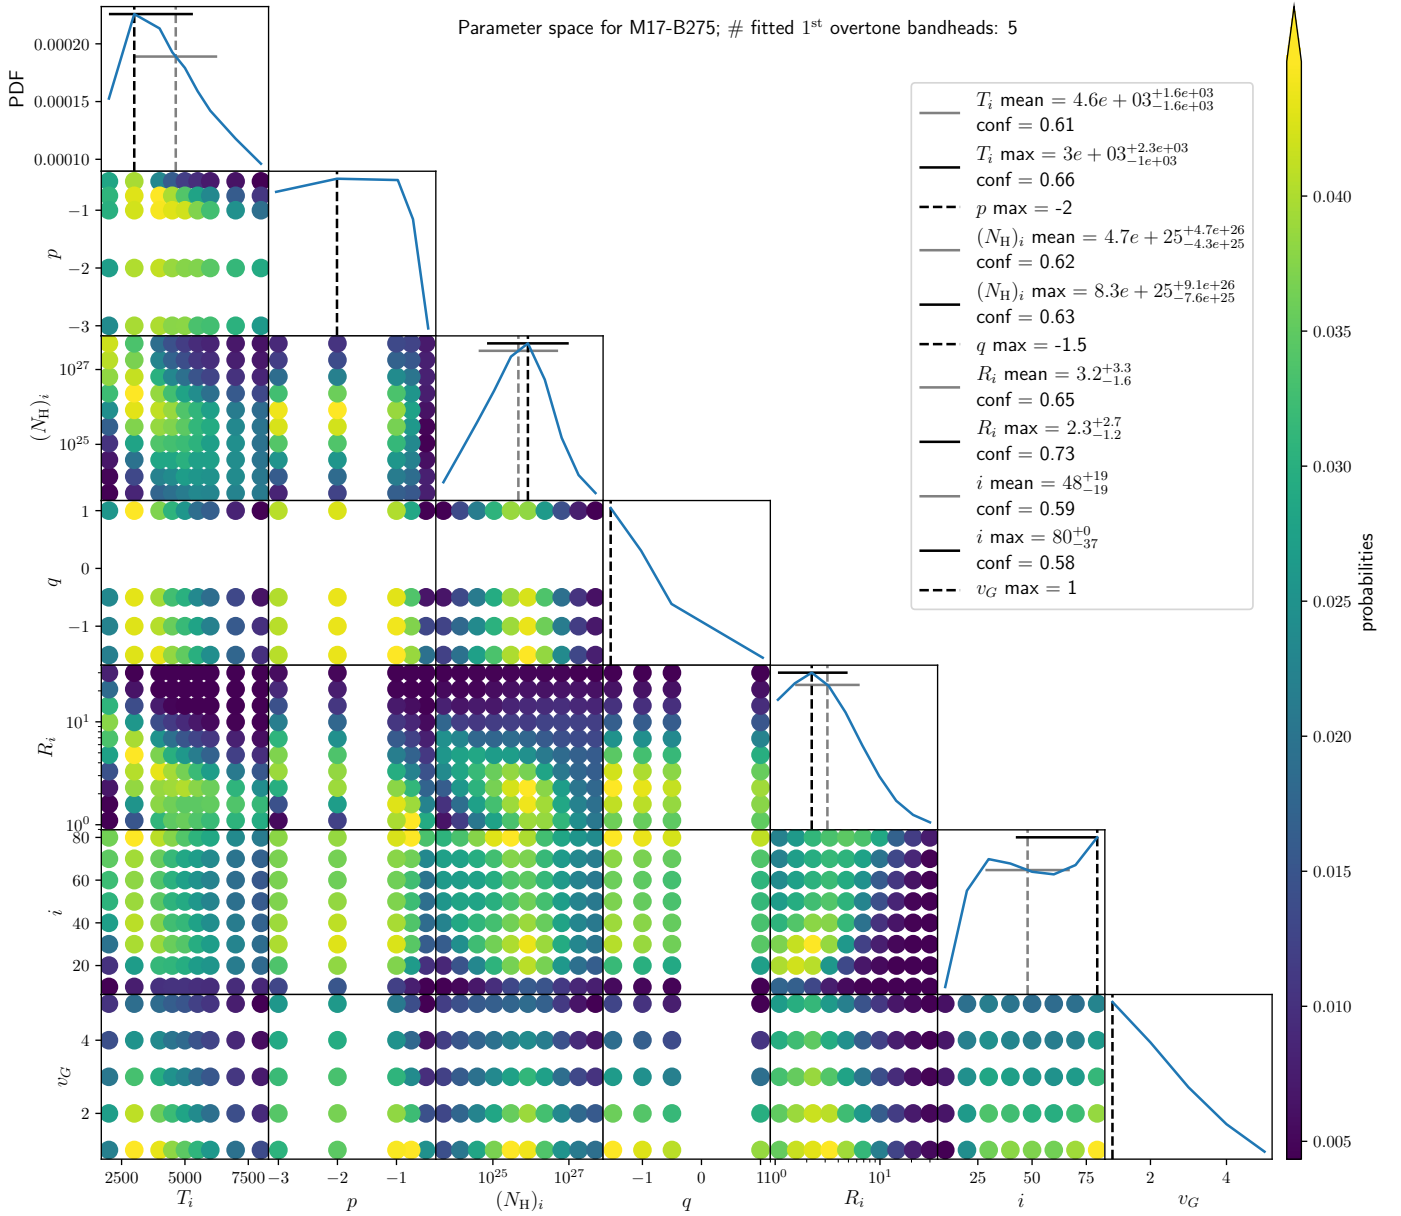 Parameter space for M17-B275; # fitted 1st overtone bandheads: 5
PDF
0.00020
0.00015
0.00010
T_i mean = 4.6e + 03 +1.6e+03 −1.6e+03
conf = 0.61
T_i max = 3e + 03 +2.3e+03 −1e+03
conf = 0.66
p max = -2
(N_H)_i mean = 4.7e + 25 +4.7e+26 −4.3e+25
conf = 0.62
(N_H)_i max = 8.3e + 25 +9.1e+26 −7.6e+25
conf = 0.63
q max = -1.5
R_i mean = 3.2 +3.3 −1.6
conf = 0.65
R_i max = 2.3 +2.7 −1.2
conf = 0.73
i mean = 48 +19 −19
conf = 0.59
i max = 80 +0 −37
conf = 0.58
v_G max = 1
p
−1
−2
−3
(N_H)_i
10^27
10^25
q
1
0
−1
R_i
10^1
10^0
i
80
60
40
20
v_G
4
2
2500 5000 7500
T_i
−3 −2 −1
p
10^25 10^27
(N_H)_i
−1 0 1
q
10^0 10^1
R_i
25 50 75
i
2 4
v_G
0.040
0.035
0.030
0.025
0.020
0.015
0.010
0.005
probabilities